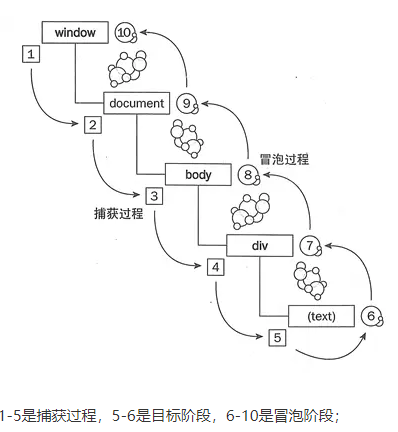 window
10
1
document
9
2
冒泡过程
body
8
3
捕获过程
div
7
4
(text)
6
5
1-5是捕获过程，5-6是目标阶段，6-10是冒泡阶段；